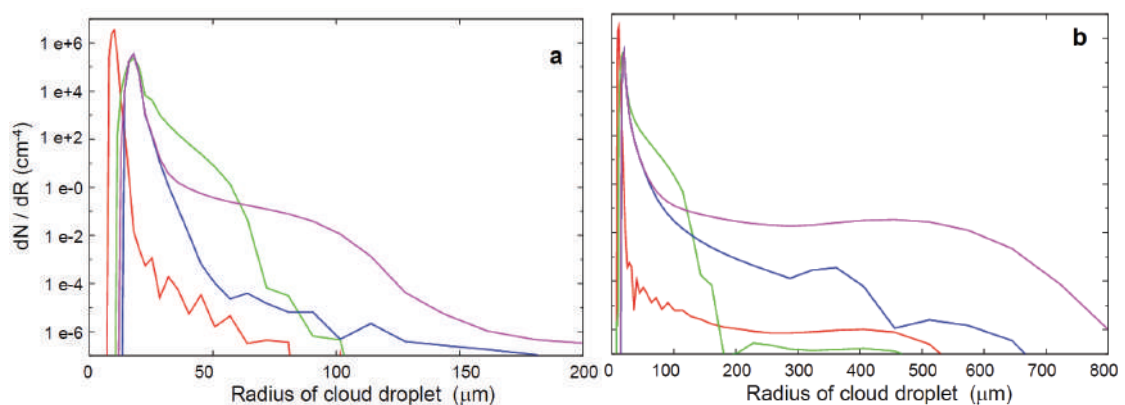 a
b
dN / dR (cm⁻⁴)
1 e+6
1 e+4
1 e+2
1 e-0
1 e-2
1 e-4
1 e-6
0 50 100 150 200
0 100 200 300 400 500 600 700 800
Radius of cloud droplet (μm)
Radius of cloud droplet (μm)